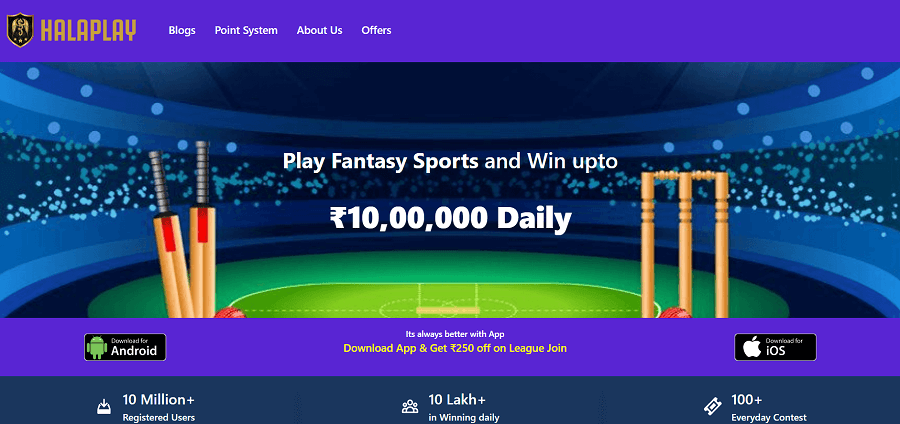 HALAPLAY
Blogs Point System About Us Offers
Play Fantasy Sports and Win upto
₹10,00,000 Daily
Its always better with App
Download App & Get ₹250 off on League Join
Download for
Android
Download for
iOS
10 Million+
Registered Users
10 Lakh+
in Winning daily
100+
Everyday Contest